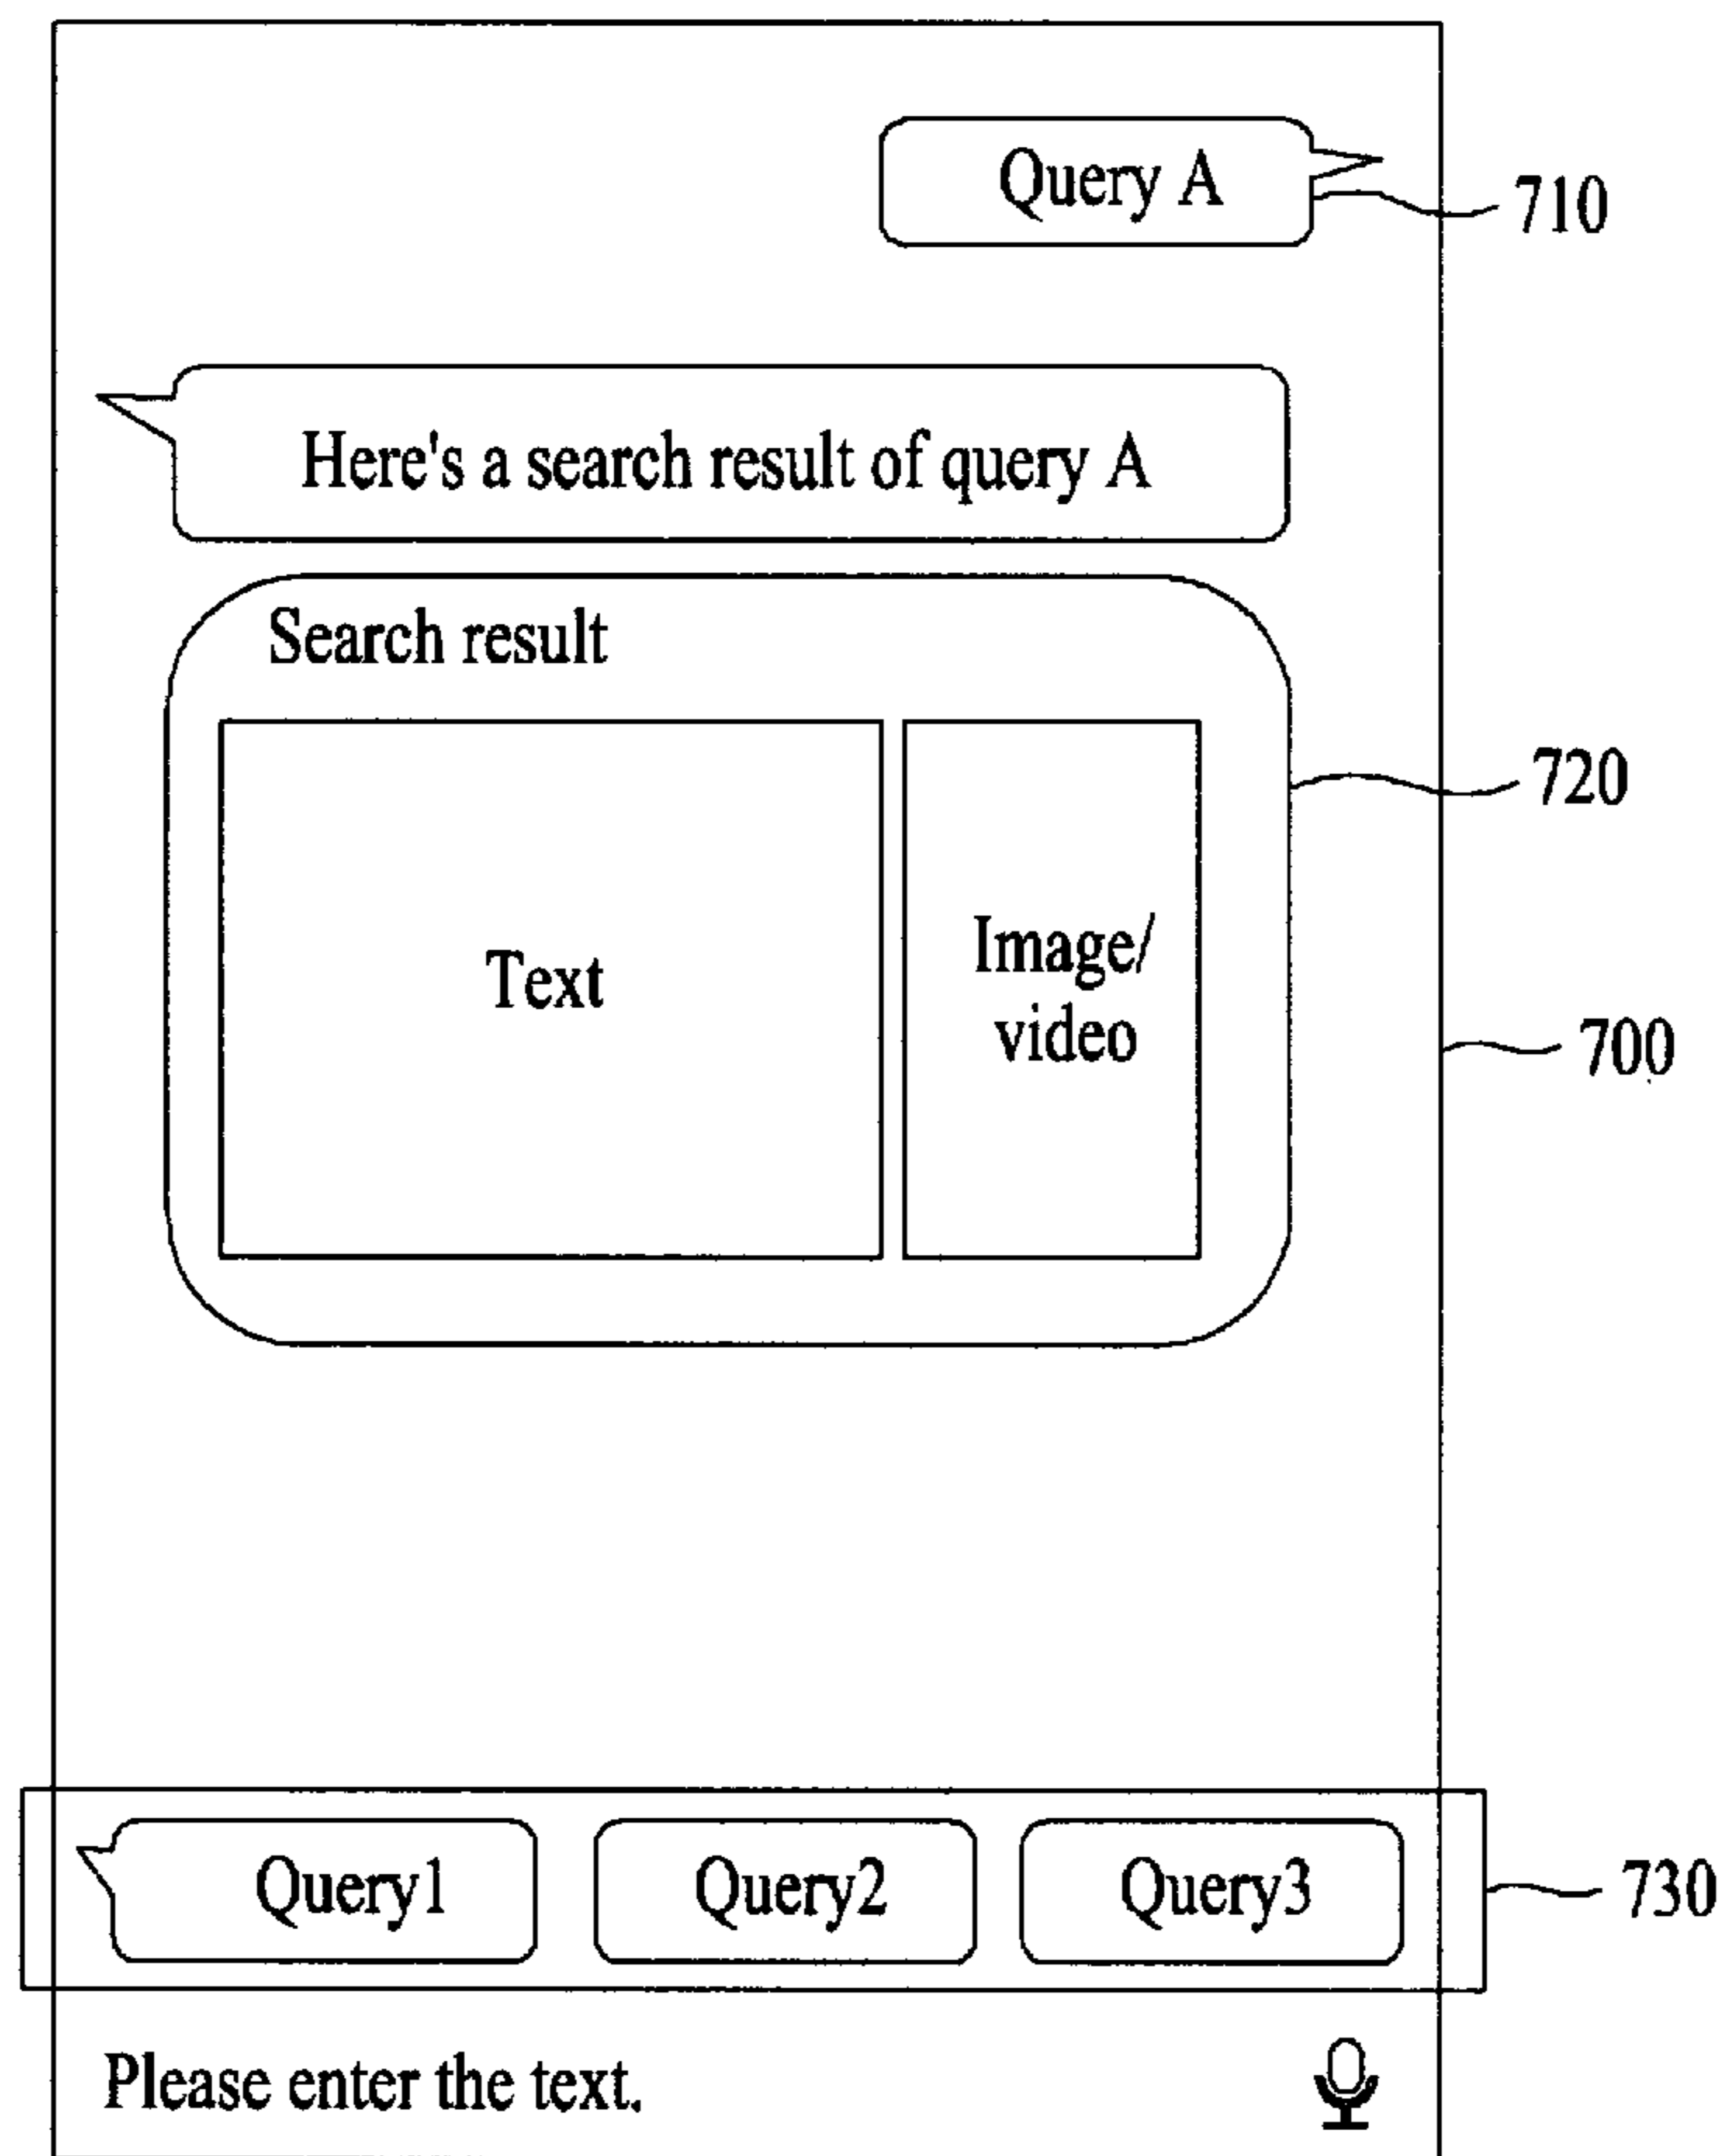 Query A
710
Here's a search result of query A
Search result
720
Text
Image/
video
700
Query1
Query2
Query3
730
Please enter the text.